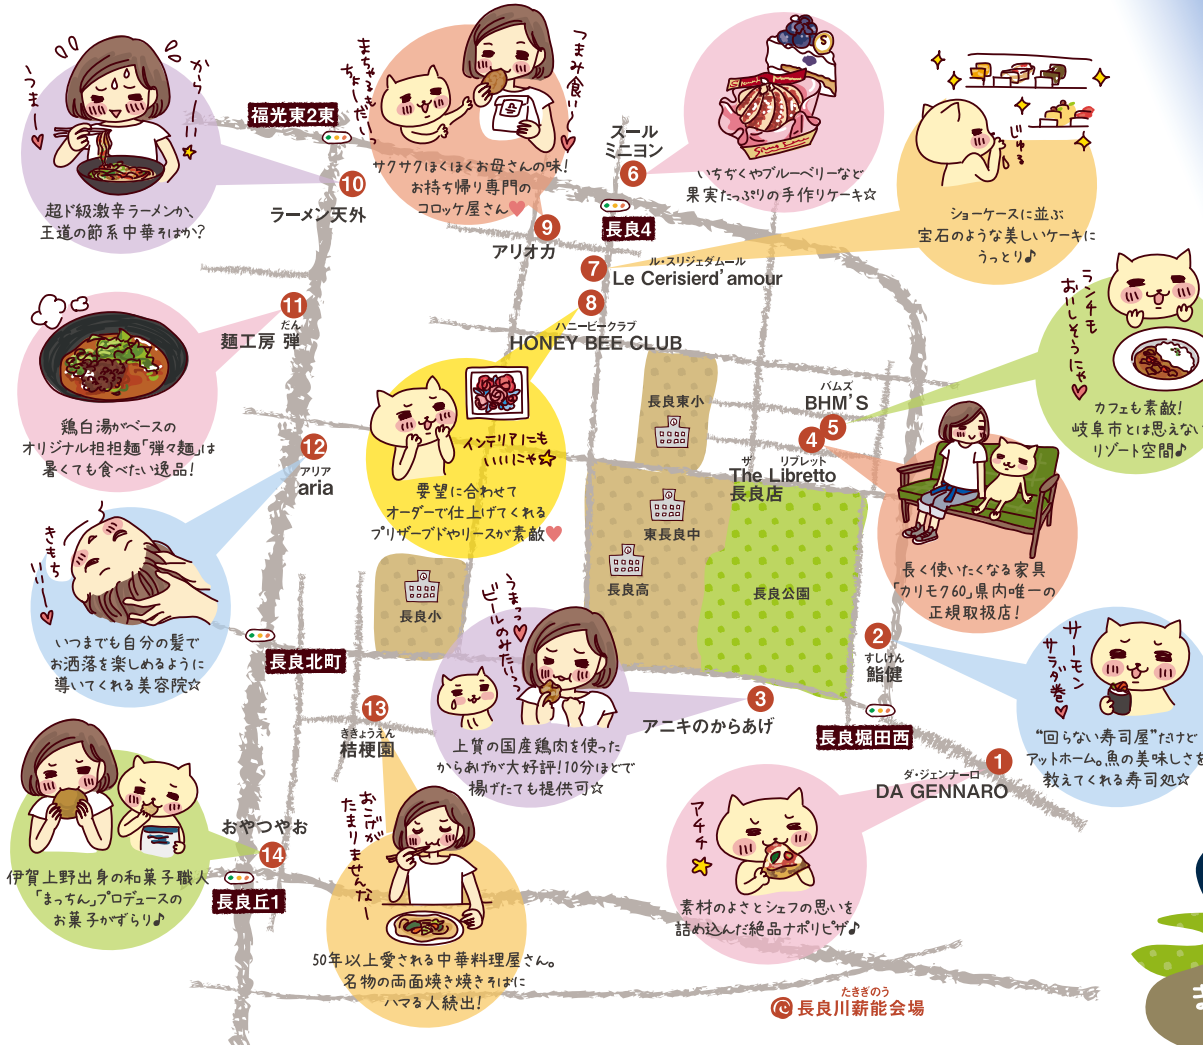 からーい!!
うまー♥
超ド級激辛ラーメンか、
王道の節系中華そばか?
福光東2東
10
ラーメン天外
まちゃるも
ちょーだいっ
つまみ食いー♥
サクサクほくほくお母さんの味!
お持ち帰り専門の
コロッケ屋さん♥
9
アリオカ
スール
ミニヨン
6
長良4
いちぢくやブルーベリーなど
果実たっぷりの手作りケーキ☆
じゅる
ショーケースに並ぶ
宝石のような美しいケーキに
うっとり♪
7
ル・スリジェダムール
Le Cerisierd'amour
8
ハニービークラブ
HONEY BEE CLUB
インテリアにも
いいにゃ☆
要望に合わせて
オーダーで仕上げてくれる
プリザーブドやリースが素敵♥
11
だん
麺工房 弾
鶏白湯がベースの
オリジナル担担麺「弾々麺」は
暑くても食べたい逸品!
12
アリア
aria
きもち
いいー♥
いつまでも自分の髪で
お洒落を楽しめるように
導いてくれる美容院☆
長良東小
東長良中
長良高
長良公園
長良小
バムズ
BHM'S
5
4
ザ リブレット
The Libretto
長良店
ランチも
おいしそうにゃ♥
カフェも素敵!
岐阜市とは思えない
リゾート空間♪
長く使いたくなる家具
「カリモク60」県内唯一の
正規取扱店!
2
すしけん
鮨健
サーモン
サラダ巻♥
“回らない寿司屋”だけど
アットホーム。魚の美味しさを
教えてくれる寿司処☆
長良北町
うまっ♥
ビールのみたいっっ
3
アニキのからあげ
上質の国産鶏肉を使った
からあげが大好評!10分ほどで
揚げたても提供可☆
長良堀田西
1
ダ・ジェンナーロ
DA GENNARO
アチチ
素材のよさとシェフの思いを
詰め込んだ絶品ナポリピザ♪
13
ききょうえん
桔梗園
おこげが
たまりませんなー
50年以上愛される中華料理屋さん。
名物の両面焼き焼きそばに
ハマる人続出!
おやつやお
14
長良丘1
伊賀上野出身の和菓子職人
「まっちん」プロデュースの
お菓子がずらり♪
たきぎのう
長良川薪能会場
ま